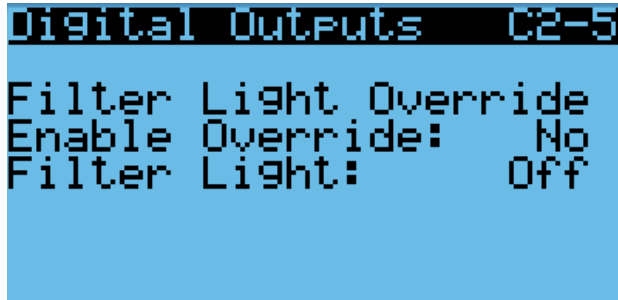 Digital Outputs C2-5
Filter Light Override
Enable Override: No
Filter Light: Off